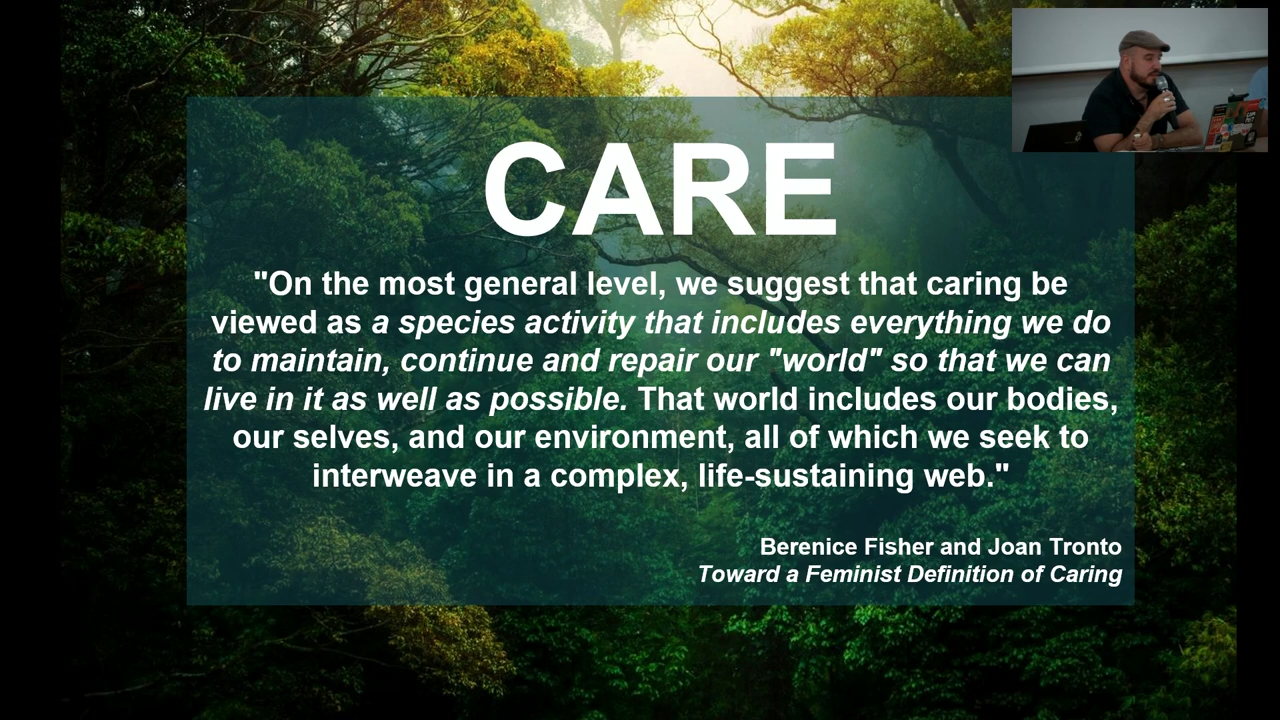 CARE
"On the most general level, we suggest that caring be
viewed as a species activity that includes everything we do
to maintain, continue and repair our "world" so that we can
live in it as well as possible. That world includes our bodies,
our selves, and our environment, all of which we seek to
interweave in a complex, life-sustaining web."
Berenice Fisher and Joan Tronto
Toward a Feminist Definition of Caring